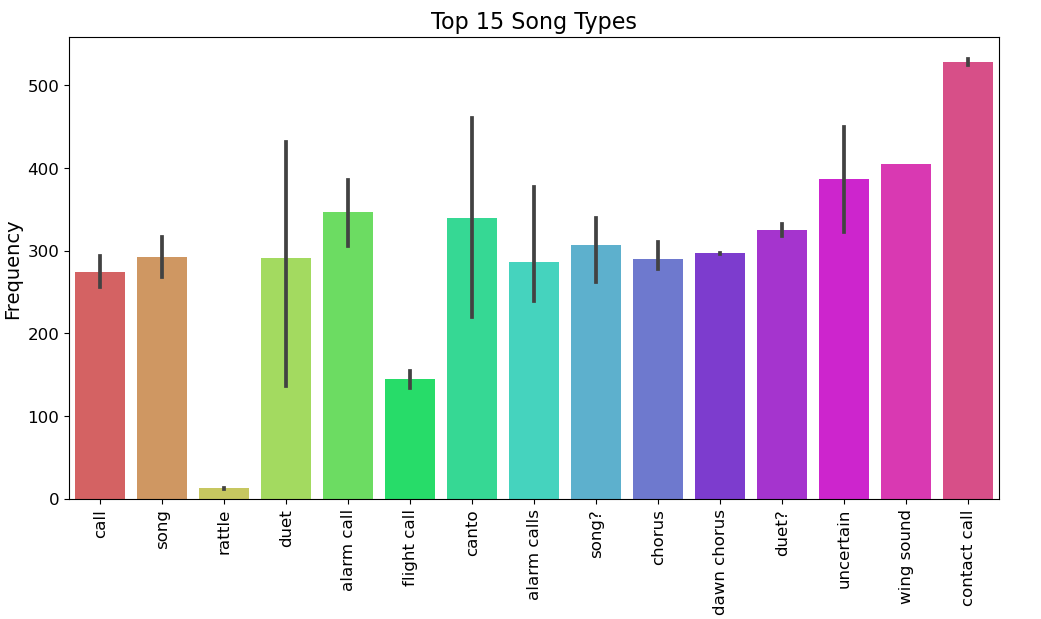 Top 15 Song Types
Frequency
500
400
300
200
100
0
call
song
rattle
duet
alarm call
flight call
canto
alarm calls
song?
chorus
dawn chorus
duet?
uncertain
wing sound
contact call